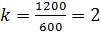 k = 1200/600 = 2